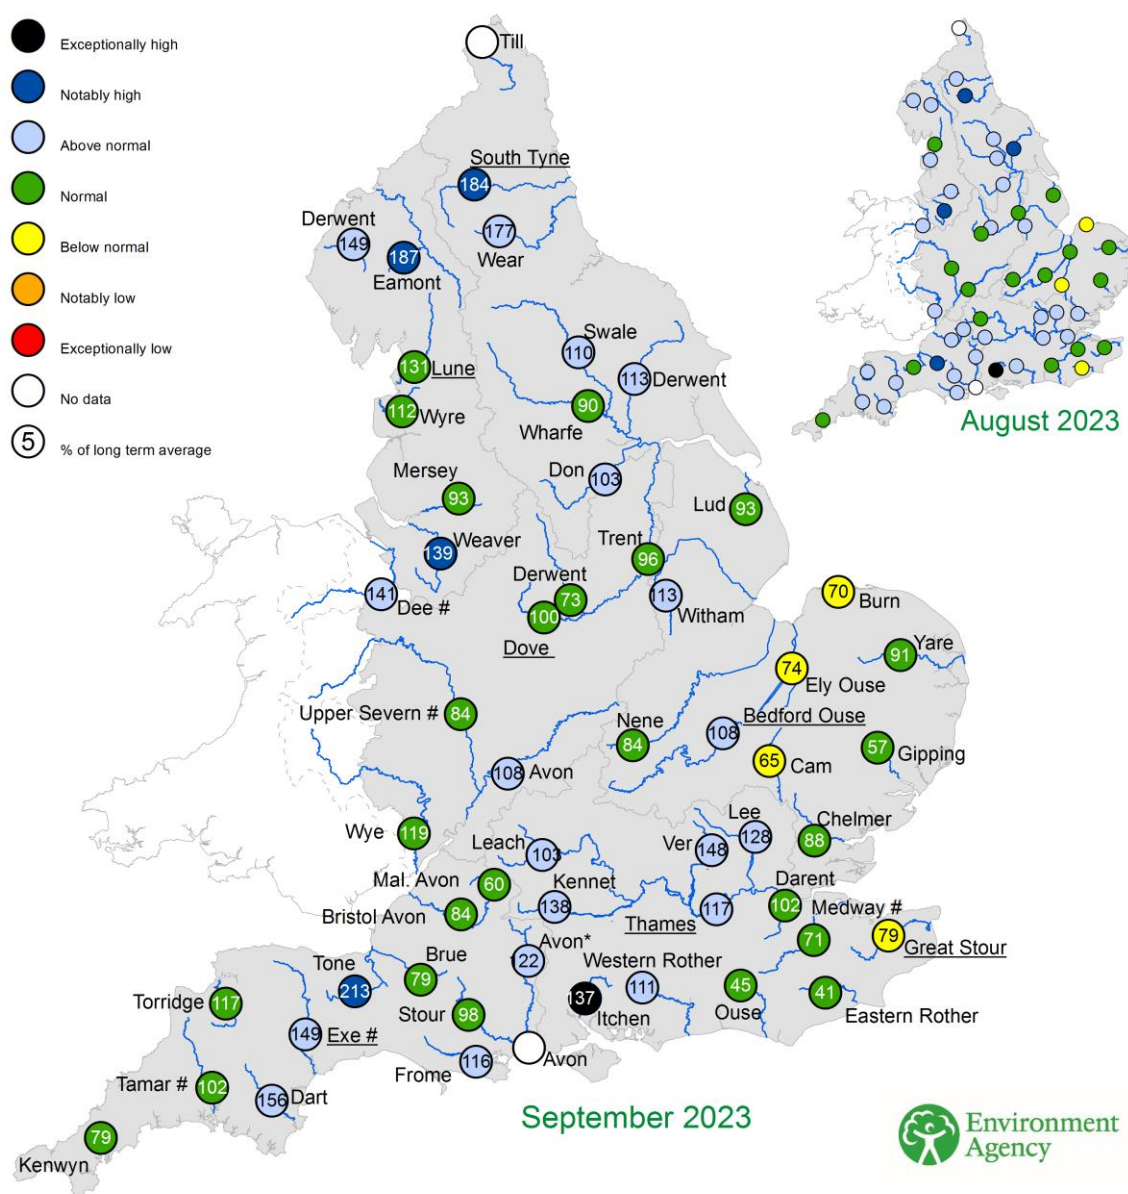 Exceptionally high
Notably high
Above normal
Normal
Below normal
Notably low
Exceptionally low
No data
5 % of long term average
August 2023
Till
South Tyne
184
Derwent
149
177
Wear
187
Eamont
Swale
110
131 Lune
113 Derwent
112 Wyre
90
Wharfe
Mersey
93
Don
103
Lud
93
Weaver
139
Trent
96
141
Dee #
Derwent
73
100
Dove
113
Witham
70
Burn
Yare
91
74
Ely Ouse
Upper Severn # 84
Nene
84
Bedford Ouse
108
57
Gipping
65 Cam
108 Avon
Wye 119
Leach
103
Ver
148
Lee
128
Chelmer
88
Mal. Avon
60
Kennet
138
Darent
102
Bristol Avon 84
Thames
117
Medway #
71
79
Great Stour
Avon*
122
Western Rother
111
Tone
213
Brue
79
137
Itchen
45
Ouse
41
Eastern Rother
Torridge 117
Stour 98
149
Exe #
Avon
Frome 116
Tamar # 102
156 Dart
79
Kenwyn
September 2023
Environment
Agency